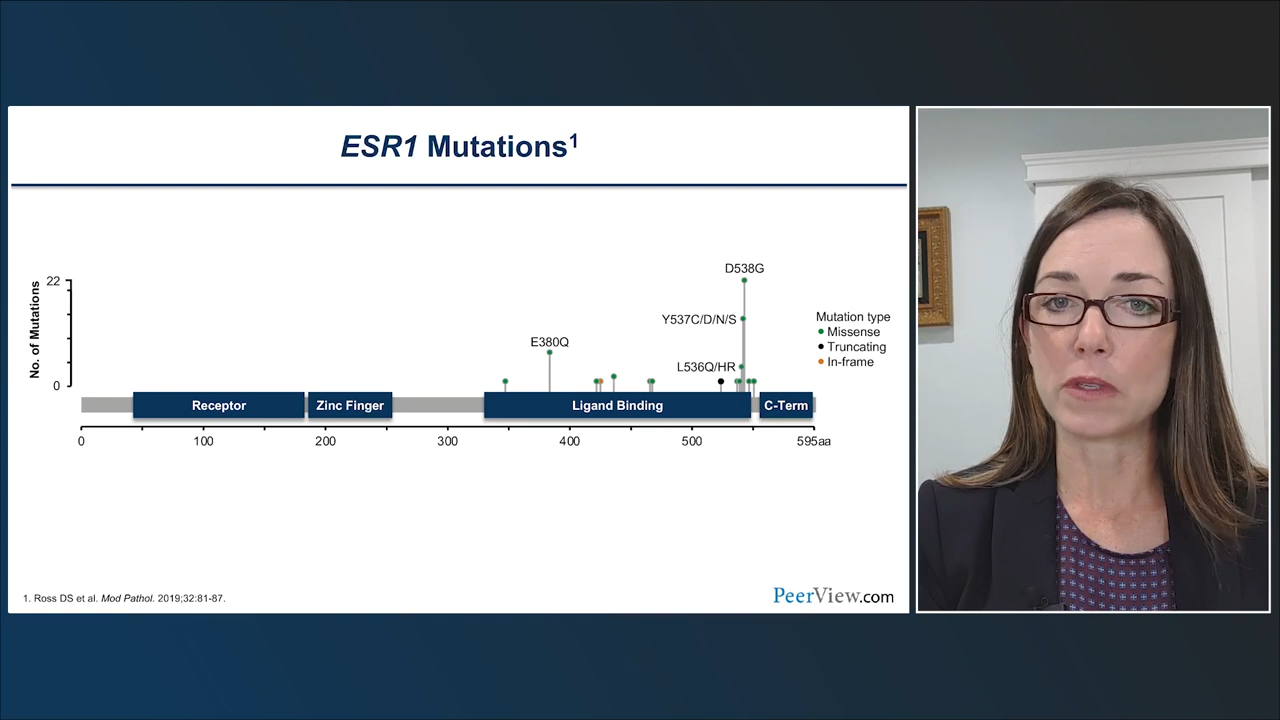 ESR1 Mutations1
No. of Mutations
22
0
D538G
Y537C/D/N/S
E380Q
L536Q/HR
Mutation type
Missense
Truncating
In-frame
Receptor
Zinc Finger
Ligand Binding
C-Term
0 100 200 300 400 500 595aa
1. Ross DS et al. Mod Pathol. 2019;32:81-87.
PeerView.com